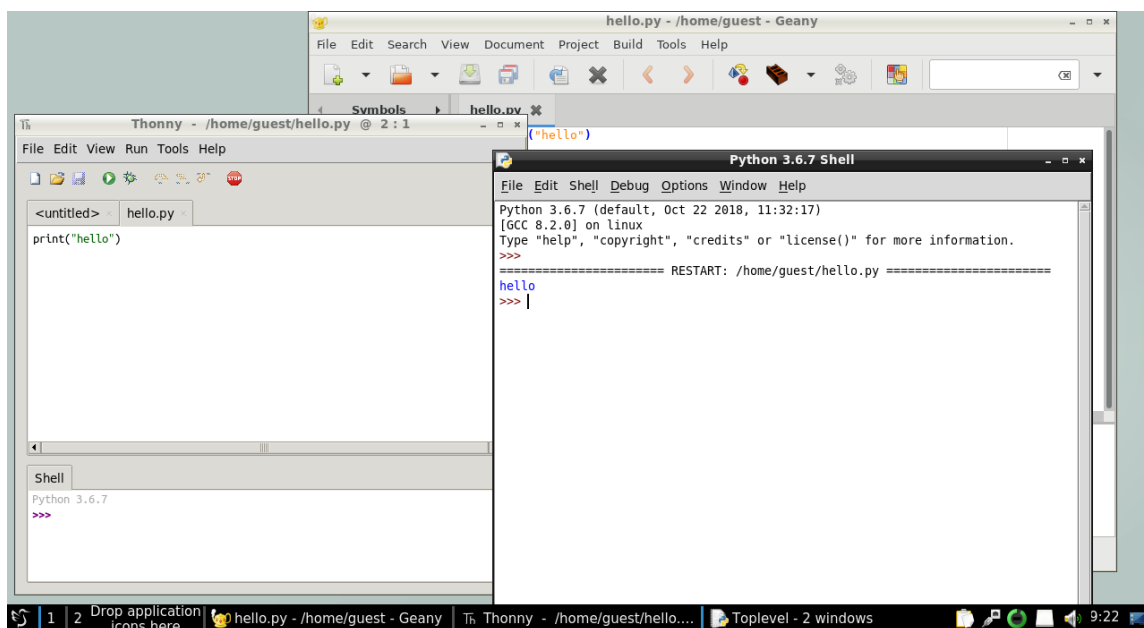 hello.py - /home/guest - Geany
File Edit Search View Document Project Build Tools Help
Symbols hello.py
("hello")
Th Thonny - /home/guest/hello.py @ 2:1
File Edit View Run Tools Help
STOP
<untitled> hello.py
print("hello")
Shell
Python 3.6.7
>>>
Python 3.6.7 Shell
File Edit Shell Debug Options Window Help
Python 3.6.7 (default, Oct 22 2018, 11:32:17)
[GCC 8.2.0] on linux
Type "help", "copyright", "credits" or "license()" for more information.
>>>
======================= RESTART: /home/guest/hello.py =======================
hello
>>>
1 2 Drop application
icons here
hello.py - /home/guest - Geany Th Thonny - /home/guest/hello.... Toplevel - 2 windows 9:22